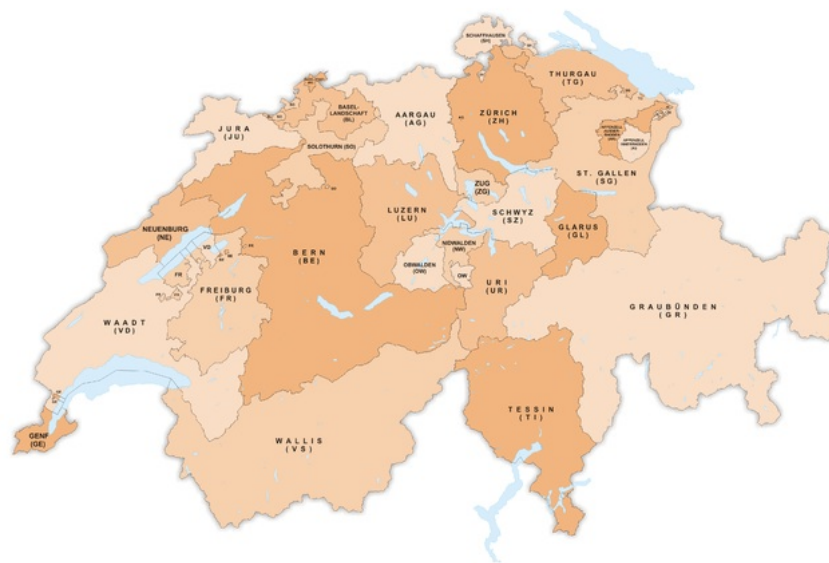 SCHAFFHAUSEN
(SH)
THURGAU
(TG)
BASEL-
LANDSCHAFT
(BL)
AARGAU
(AG)
ZÜRICH
(ZH)
JURA
(JU)
SOLOTHURN (SO)
ST. GALLEN
(SG)
ZUG
(ZG)
LUZERN
(LU)
SCHWYZ
(SZ)
GLARUS
(GL)
NEUENBURG
(NE)
VD
BERN
(BE)
NIDWALDEN
(NW)
OBWALDEN
(OW)
OW
FR
FREIBURG
(FR)
URI
(UR)
GRAUBÜNDEN
(GR)
WAADT
(VD)
TESSIN
(TI)
GENF
(GE)
WALLIS
(VS)